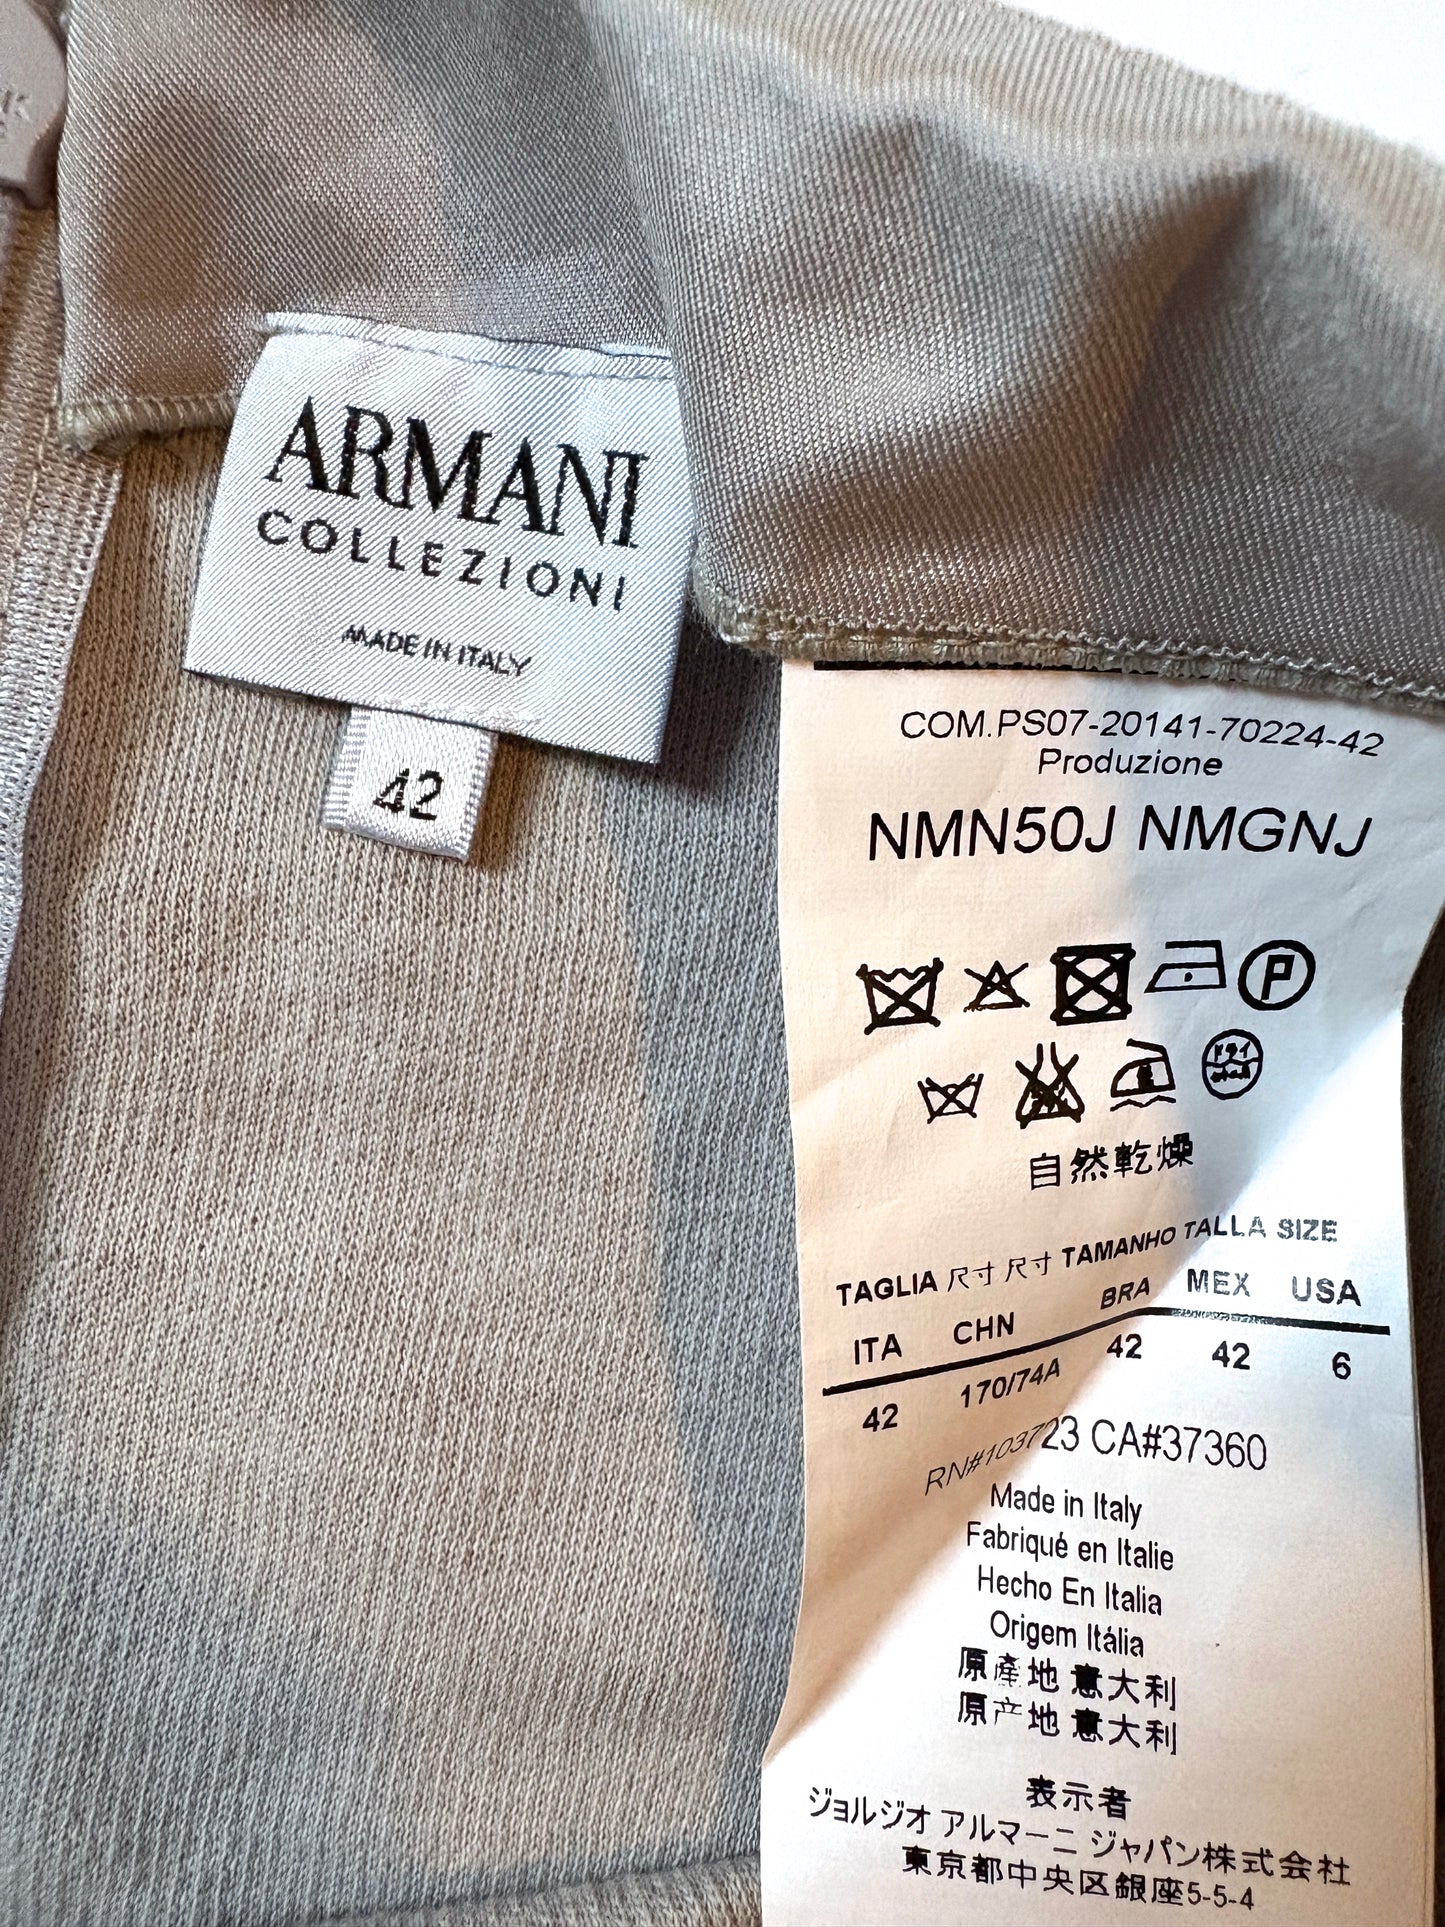 ARMANI
COLLEZIONI
MADE IN ITALY
42
COM.PS07-20141-70224-42
Produzione
NMN50J NMGNJ
P
ドライ
自然乾燥
TAGLIA 尺寸 尺寸 TAMANHO TALLA SIZE
ITA CHN BRA MEX USA
42 170/74A 42 42 6
RN#103723 CA#37360
Made in Italy
Fabriqué en Italie
Hecho En Italia
Origem Itália
原產地 意大利
原产地 意大利
表示者
ジョルジオ アルマーニ ジャパン株式会社
東京都中央区銀座5-5-4